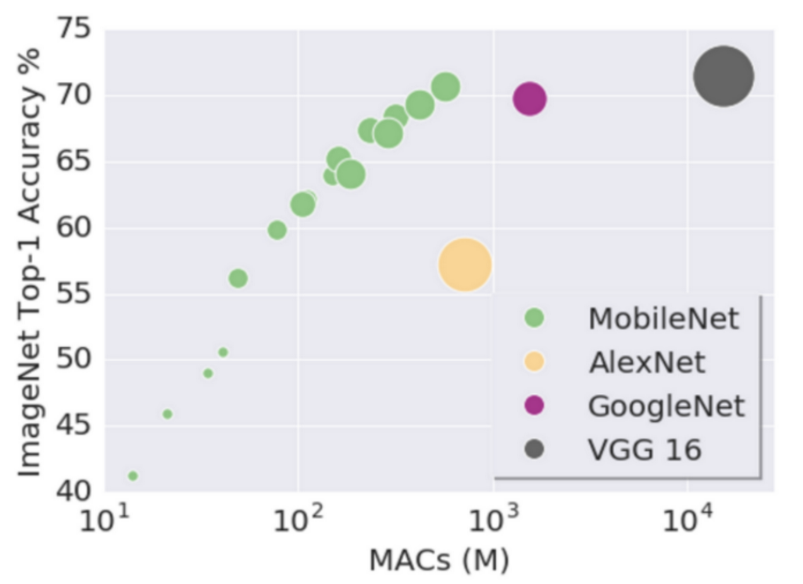 ImageNet Top-1 Accuracy %
75
70
65
60
55
50
45
40
MobileNet
AlexNet
GoogleNet
VGG 16
10¹ 10² 10³ 10⁴
MACs (M)